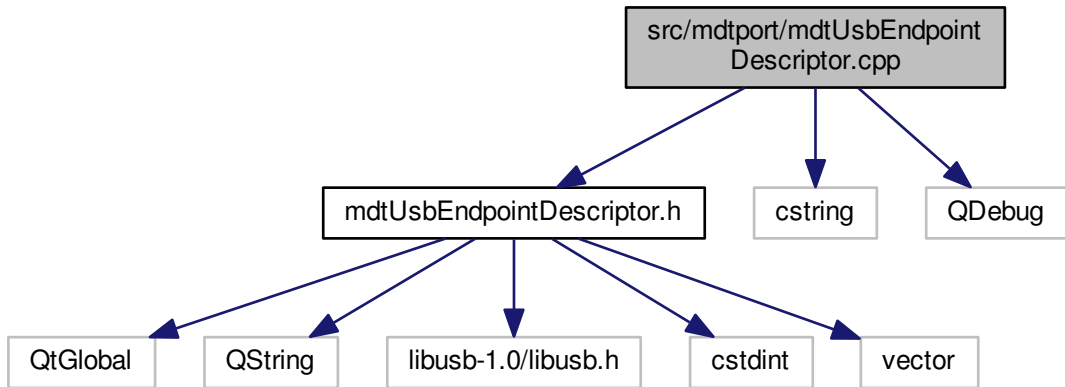 src/mdtport/mdtUsbEndpoint
Descriptor.cpp
mdtUsbEndpointDescriptor.h
cstring
QDebug
QtGlobal
QString
libusb-1.0/libusb.h
cstdint
vector